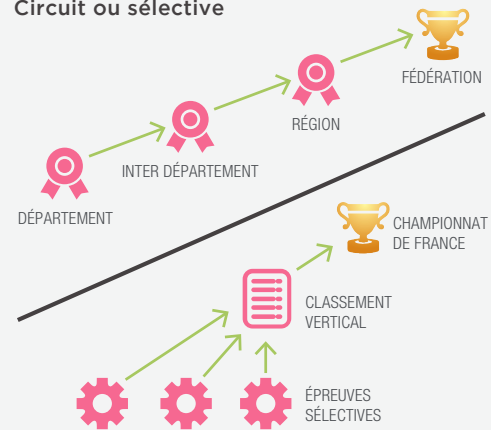 Circuit ou sélective
FÉDÉRATION
RÉGION
INTER DÉPARTEMENT
DÉPARTEMENT
CHAMPIONNAT
DE FRANCE
CLASSEMENT
VERTICAL
ÉPREUVES
SÉLECTIVES